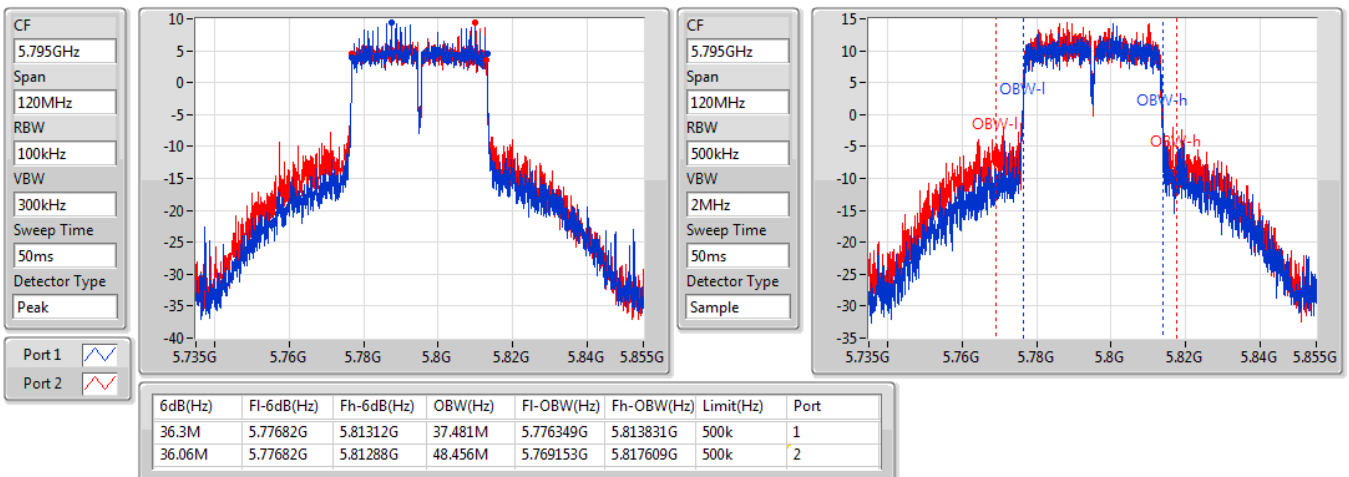 CF
5.795GHz
Span
120MHz
RBW
100kHz
VBW
300kHz
Sweep Time
50ms
Detector Type
Peak
Port 1
Port 2
10
5
0
-5
-10
-15
-20
-25
-30
-35
-40
5.735G 5.76G 5.78G 5.8G 5.82G 5.84G 5.855G
CF
5.795GHz
Span
120MHz
RBW
500kHz
VBW
2MHz
Sweep Time
50ms
Detector Type
Sample
15
10
5
0
-5
-10
-15
-20
-25
-30
-35
OBW-l
OBW-h
OBW-l
OBW-h
5.735G 5.76G 5.78G 5.8G 5.82G 5.84G 5.855G
6dB(Hz) Fl-6dB(Hz) Fh-6dB(Hz) OBW(Hz) Fl-OBW(Hz) Fh-OBW(Hz) Limit(Hz) Port
36.3M 5.77682G 5.81312G 37.481M 5.776349G 5.813831G 500k 1
36.06M 5.77682G 5.81288G 48.456M 5.769153G 5.817609G 500k 2